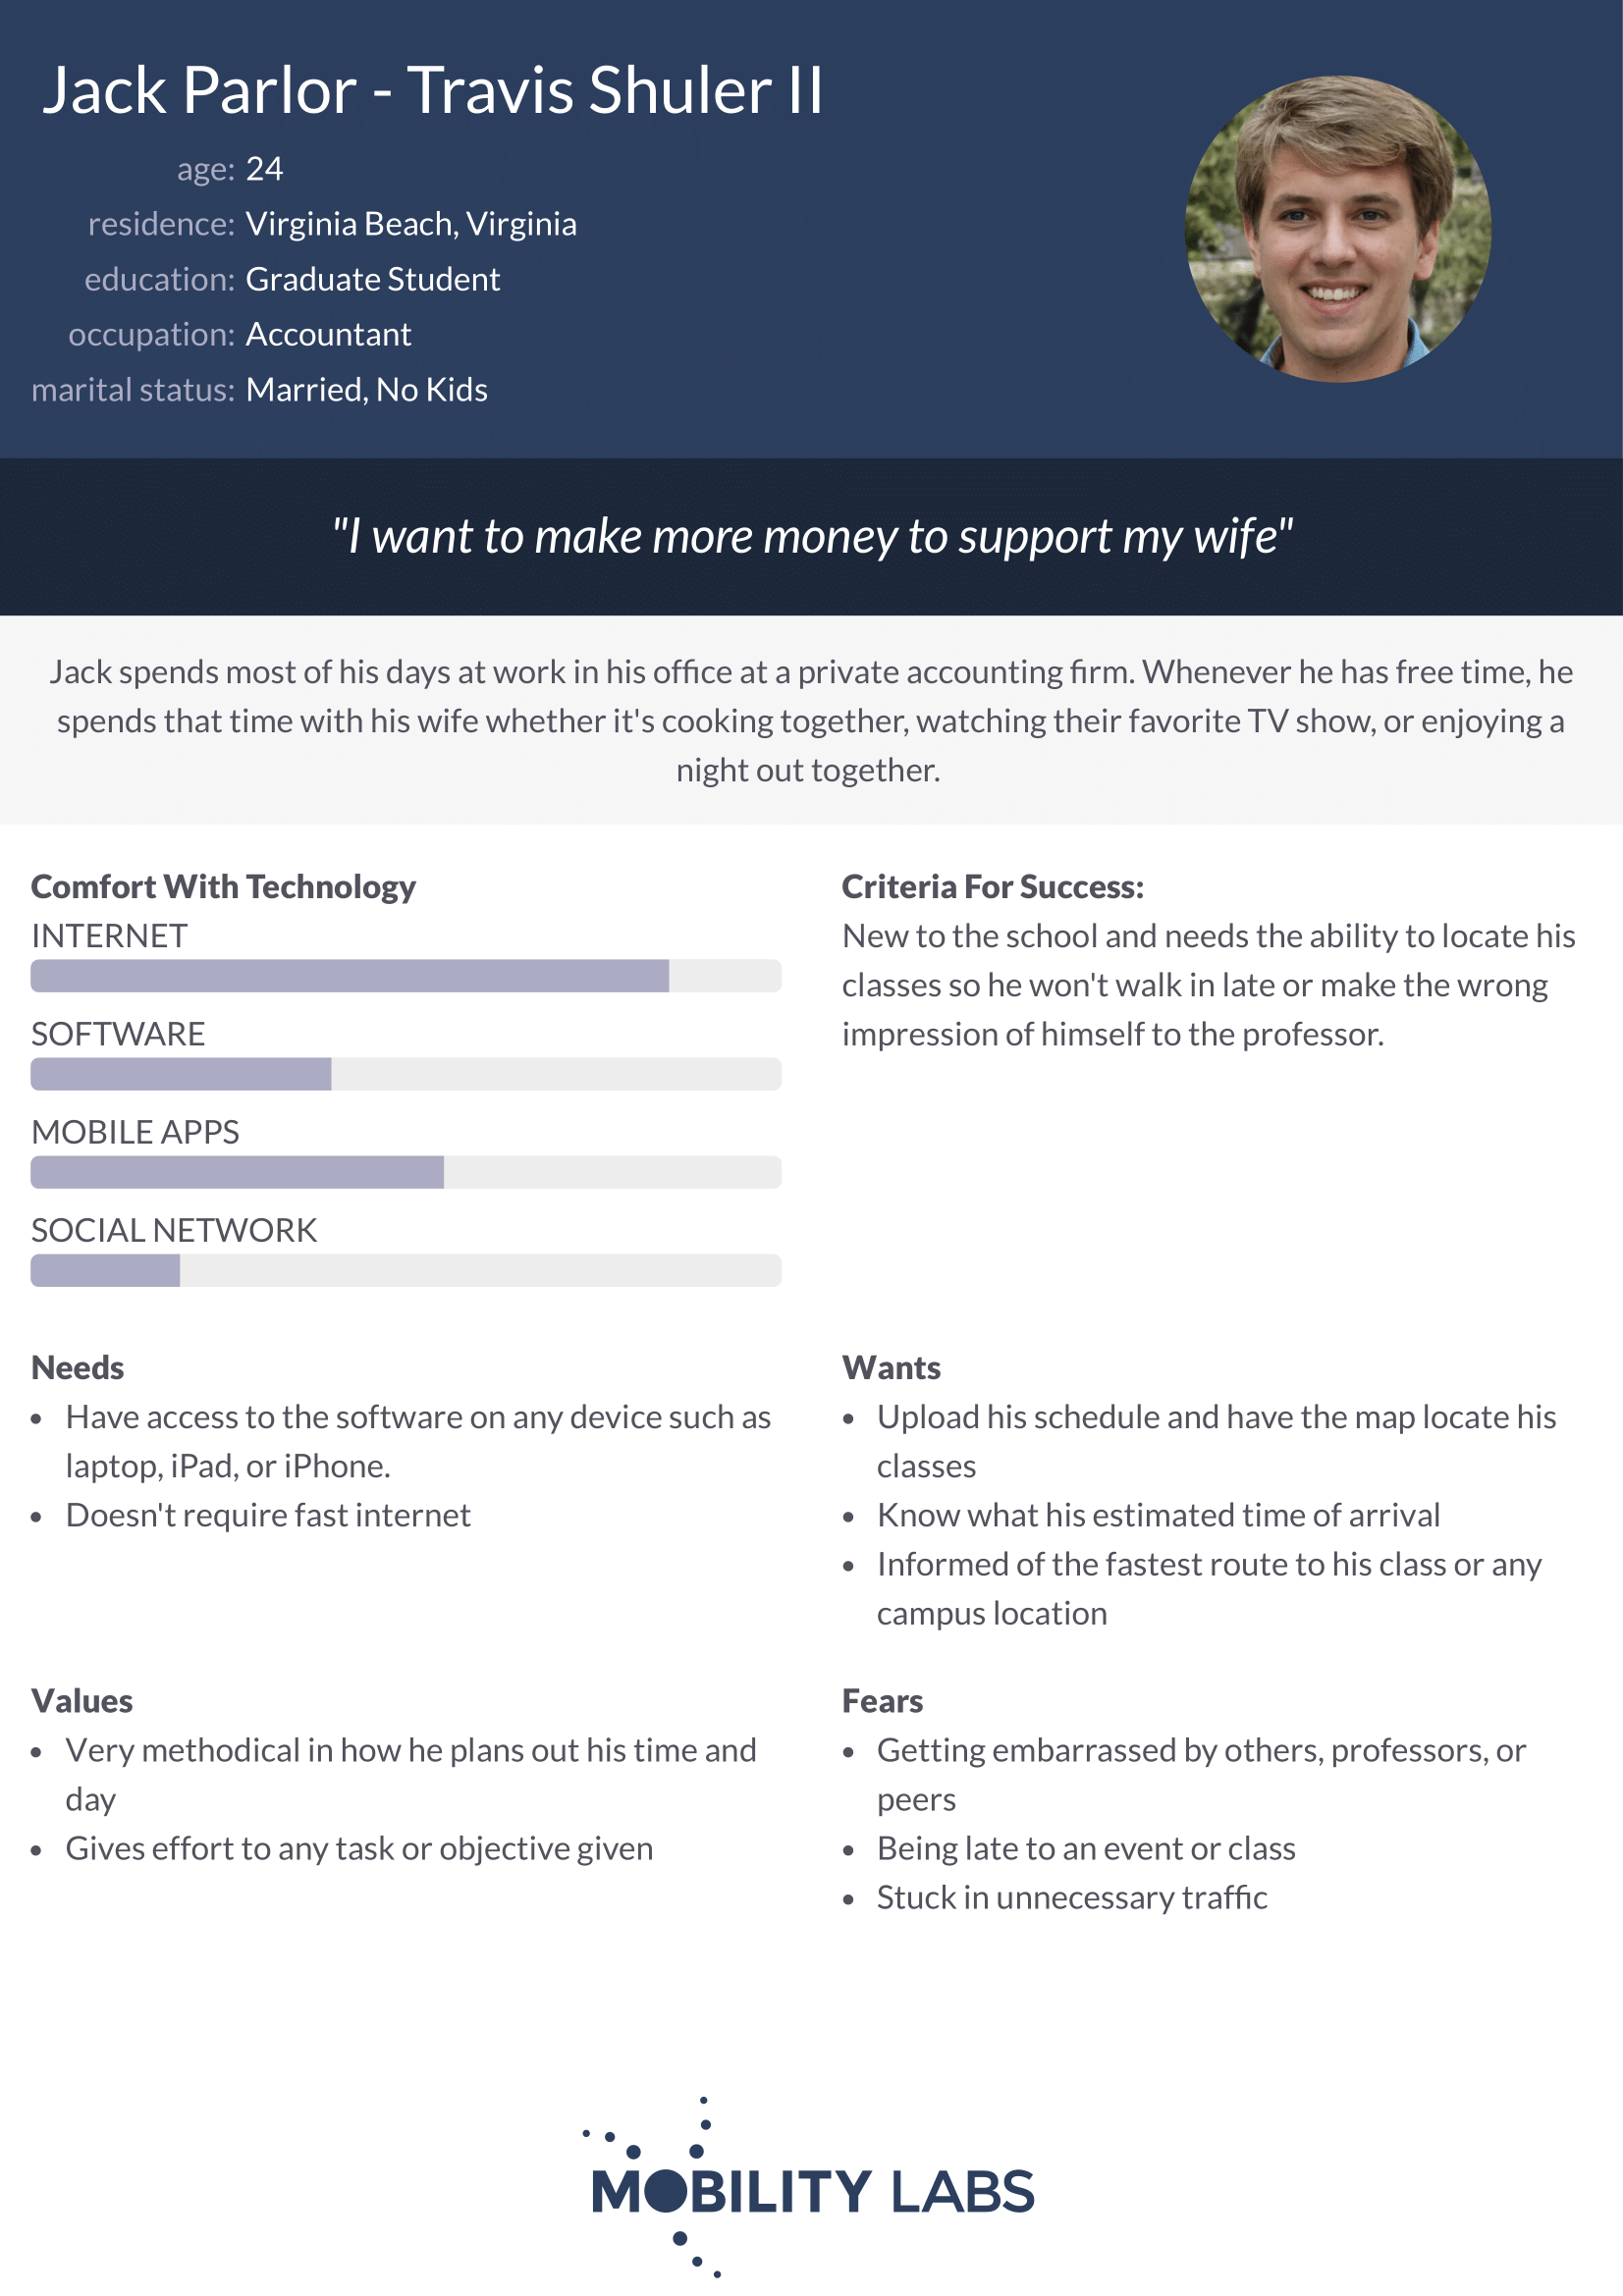 Jack Parlor - Travis Shuler II
age: 24
residence: Virginia Beach, Virginia
education: Graduate Student
occupation: Accountant
marital status: Married, No Kids
"I want to make more money to support my wife"
Jack spends most of his days at work in his office at a private accounting firm. Whenever he has free time, he
spends that time with his wife whether it's cooking together, watching their favorite TV show, or enjoying a
night out together.
Comfort With Technology
INTERNET
SOFTWARE
MOBILE APPS
SOCIAL NETWORK
Criteria For Success:
New to the school and needs the ability to locate his
classes so he won't walk in late or make the wrong
impression of himself to the professor.
Needs
• Have access to the software on any device such as
laptop, iPad, or iPhone.
• Doesn't require fast internet
Wants
• Upload his schedule and have the map locate his
classes
• Know what his estimated time of arrival
• Informed of the fastest route to his class or any
campus location
Values
• Very methodical in how he plans out his time and
day
• Gives effort to any task or objective given
Fears
• Getting embarrassed by others, professors, or
peers
• Being late to an event or class
• Stuck in unnecessary traffic
MOBILITY LABS